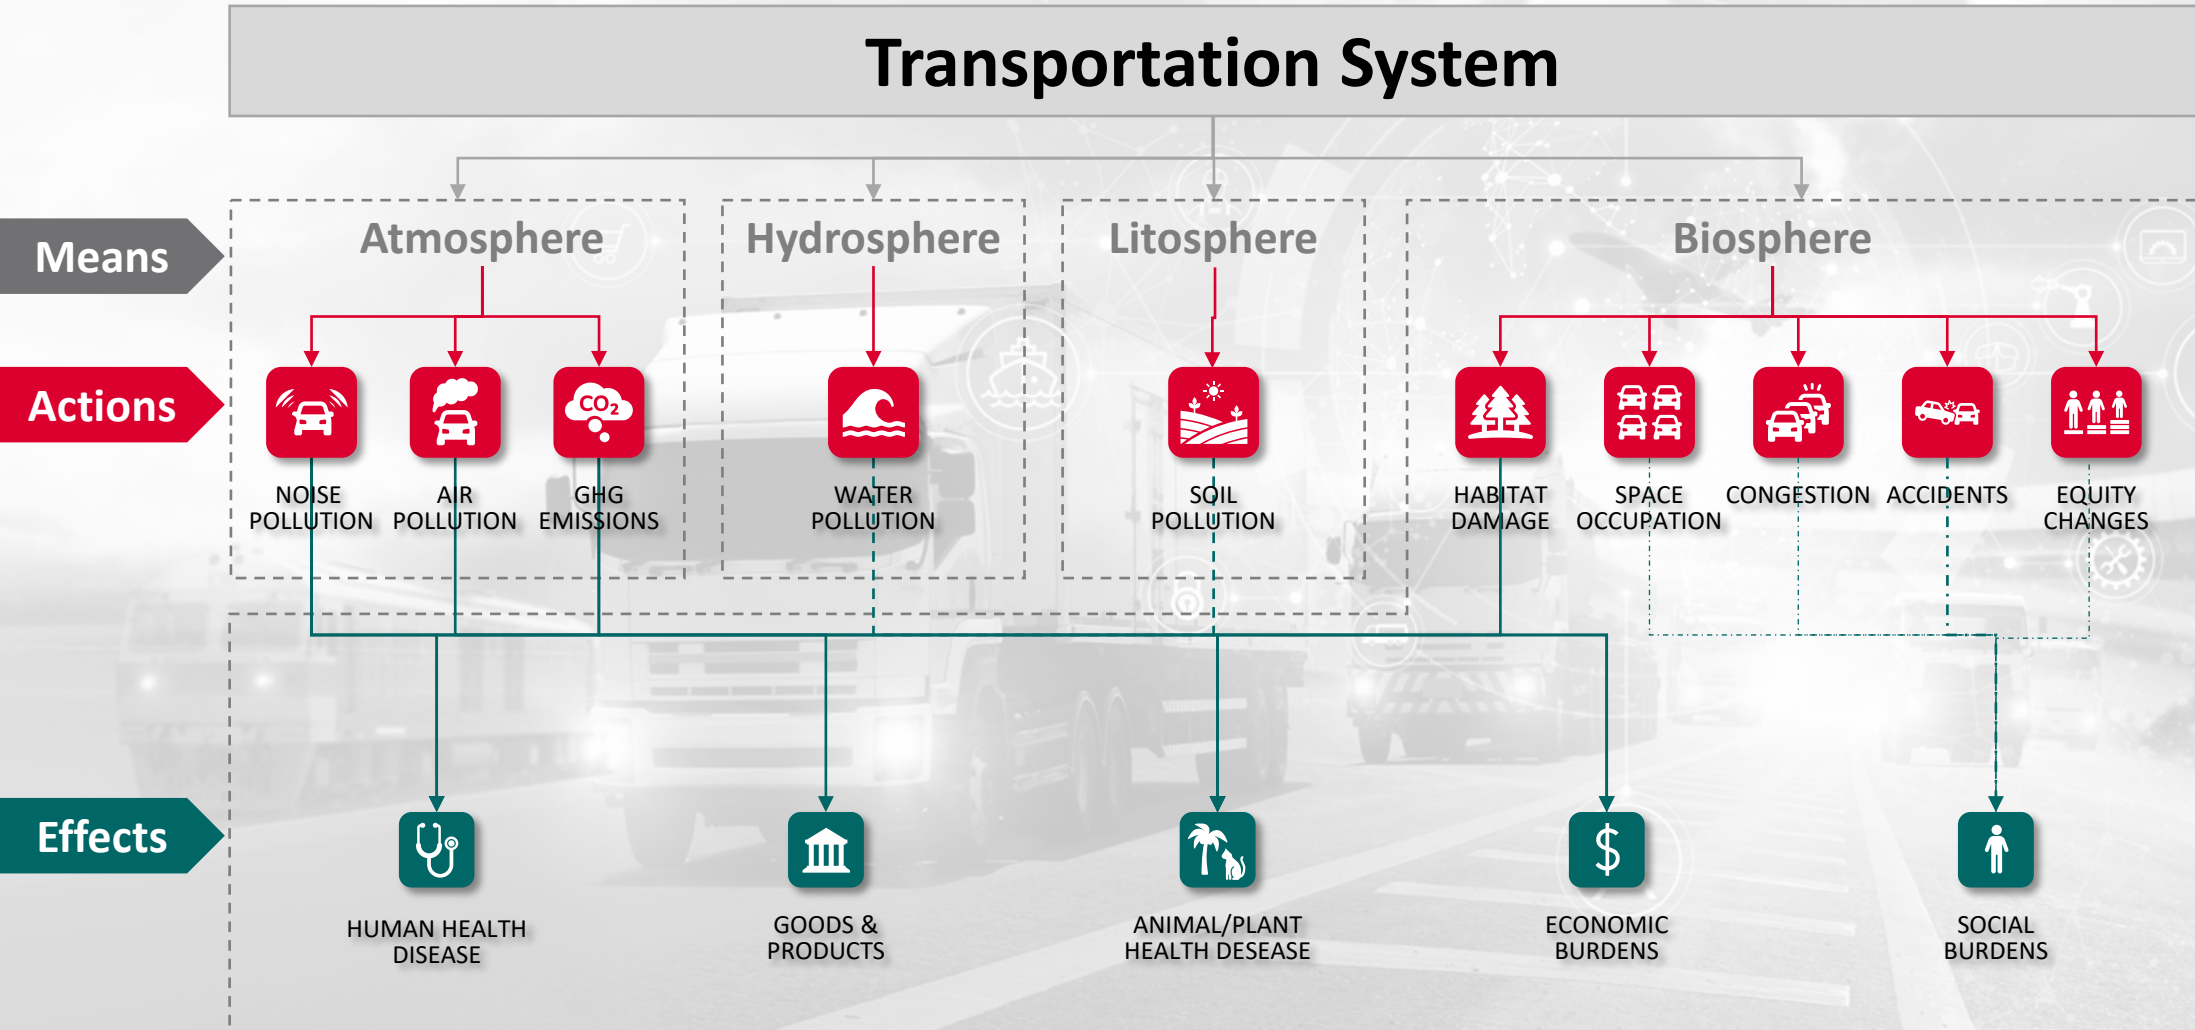 Transportation System
Means
Atmosphere
Hydrosphere
Litosphere
Biosphere
Actions
CO2
NOISE
POLLUTION
AIR
POLLUTION
GHG
EMISSIONS
WATER
POLLUTION
SOIL
POLLUTION
HABITAT
DAMAGE
SPACE
OCCUPATION
CONGESTION
ACCIDENTS
EQUITY
CHANGES
Effects
$
HUMAN HEALTH
DISEASE
GOODS &
PRODUCTS
ANIMAL/PLANT
HEALTH DESEASE
ECONOMIC
BURDENS
SOCIAL
BURDENS